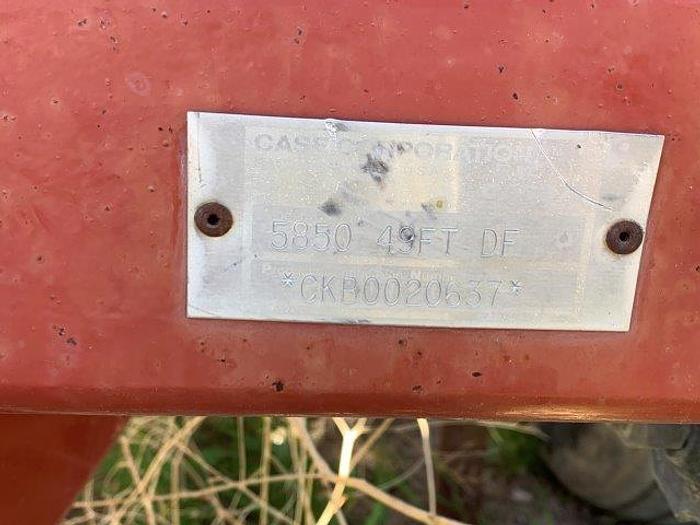 CASE CORPORATION
5850 49FT DF
*CKB0020637*